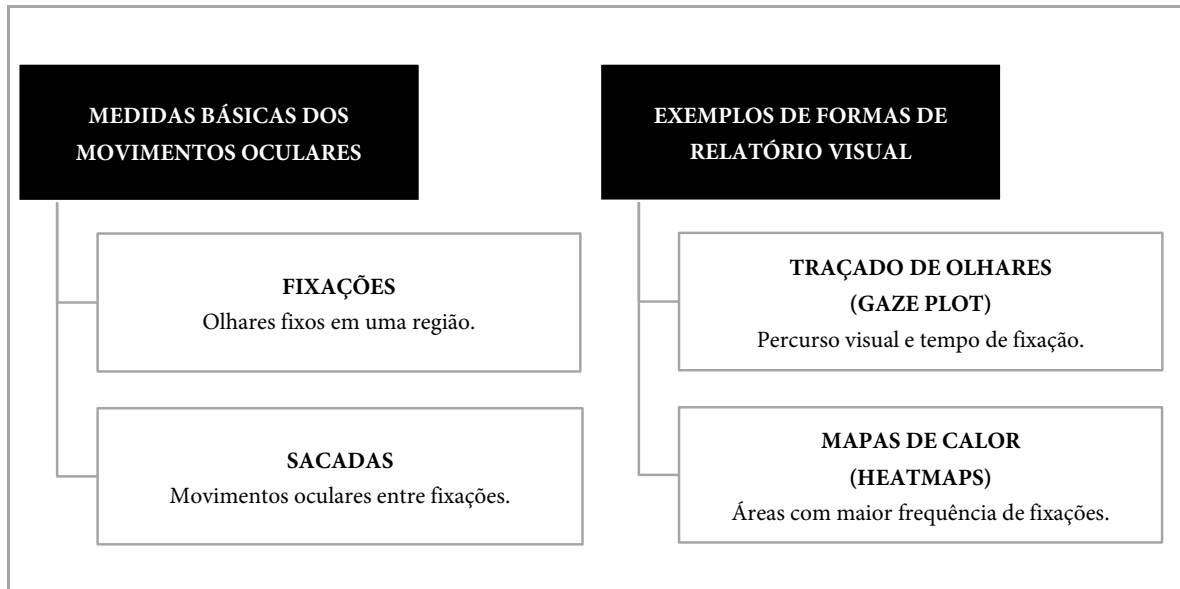 MEDIDAS BÁSICAS DOS
MOVIMENTOS OCULARES
FIXAÇÕES
Olhares fixos em uma região.
SACADAS
Movimentos oculares entre fixações.
EXEMPLOS DE FORMAS DE
RELATÓRIO VISUAL
TRAÇADO DE OLHARES
(GAZE PLOT)
Percurso visual e tempo de fixação.
MAPAS DE CALOR
(HEATMAPS)
Áreas com maior frequência de fixações.